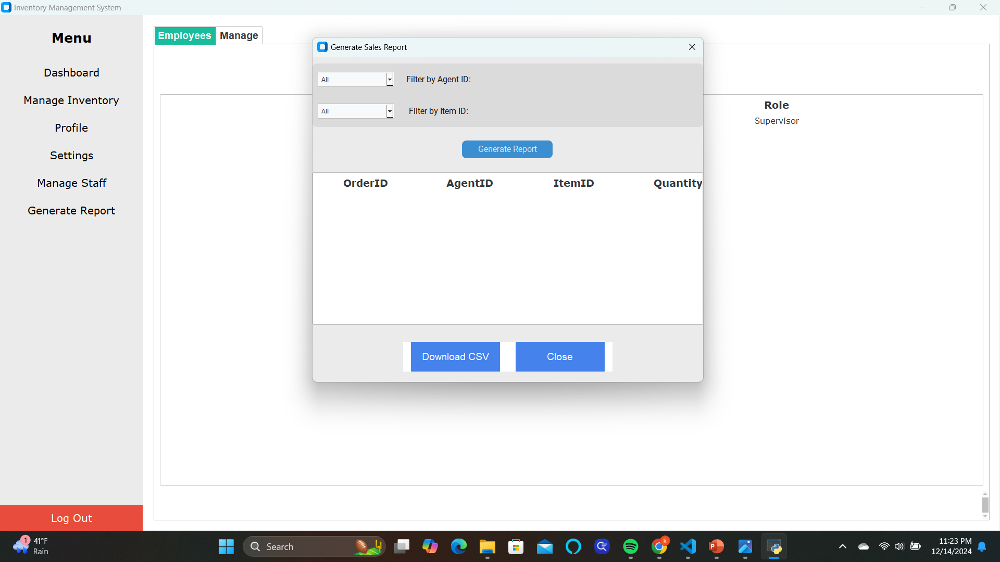 Inventory Management System
Menu
Dashboard
Manage Inventory
Profile
Settings
Manage Staff
Generate Report
Log Out
Employees Manage
Role
Supervisor
Generate Sales Report
All Filter by Agent ID:
All Filter by Item ID:
Generate Report
OrderID AgentID ItemID Quantity
Download CSV Close
1
41°F
Rain
Search
k
P
11:23 PM
12/14/2024